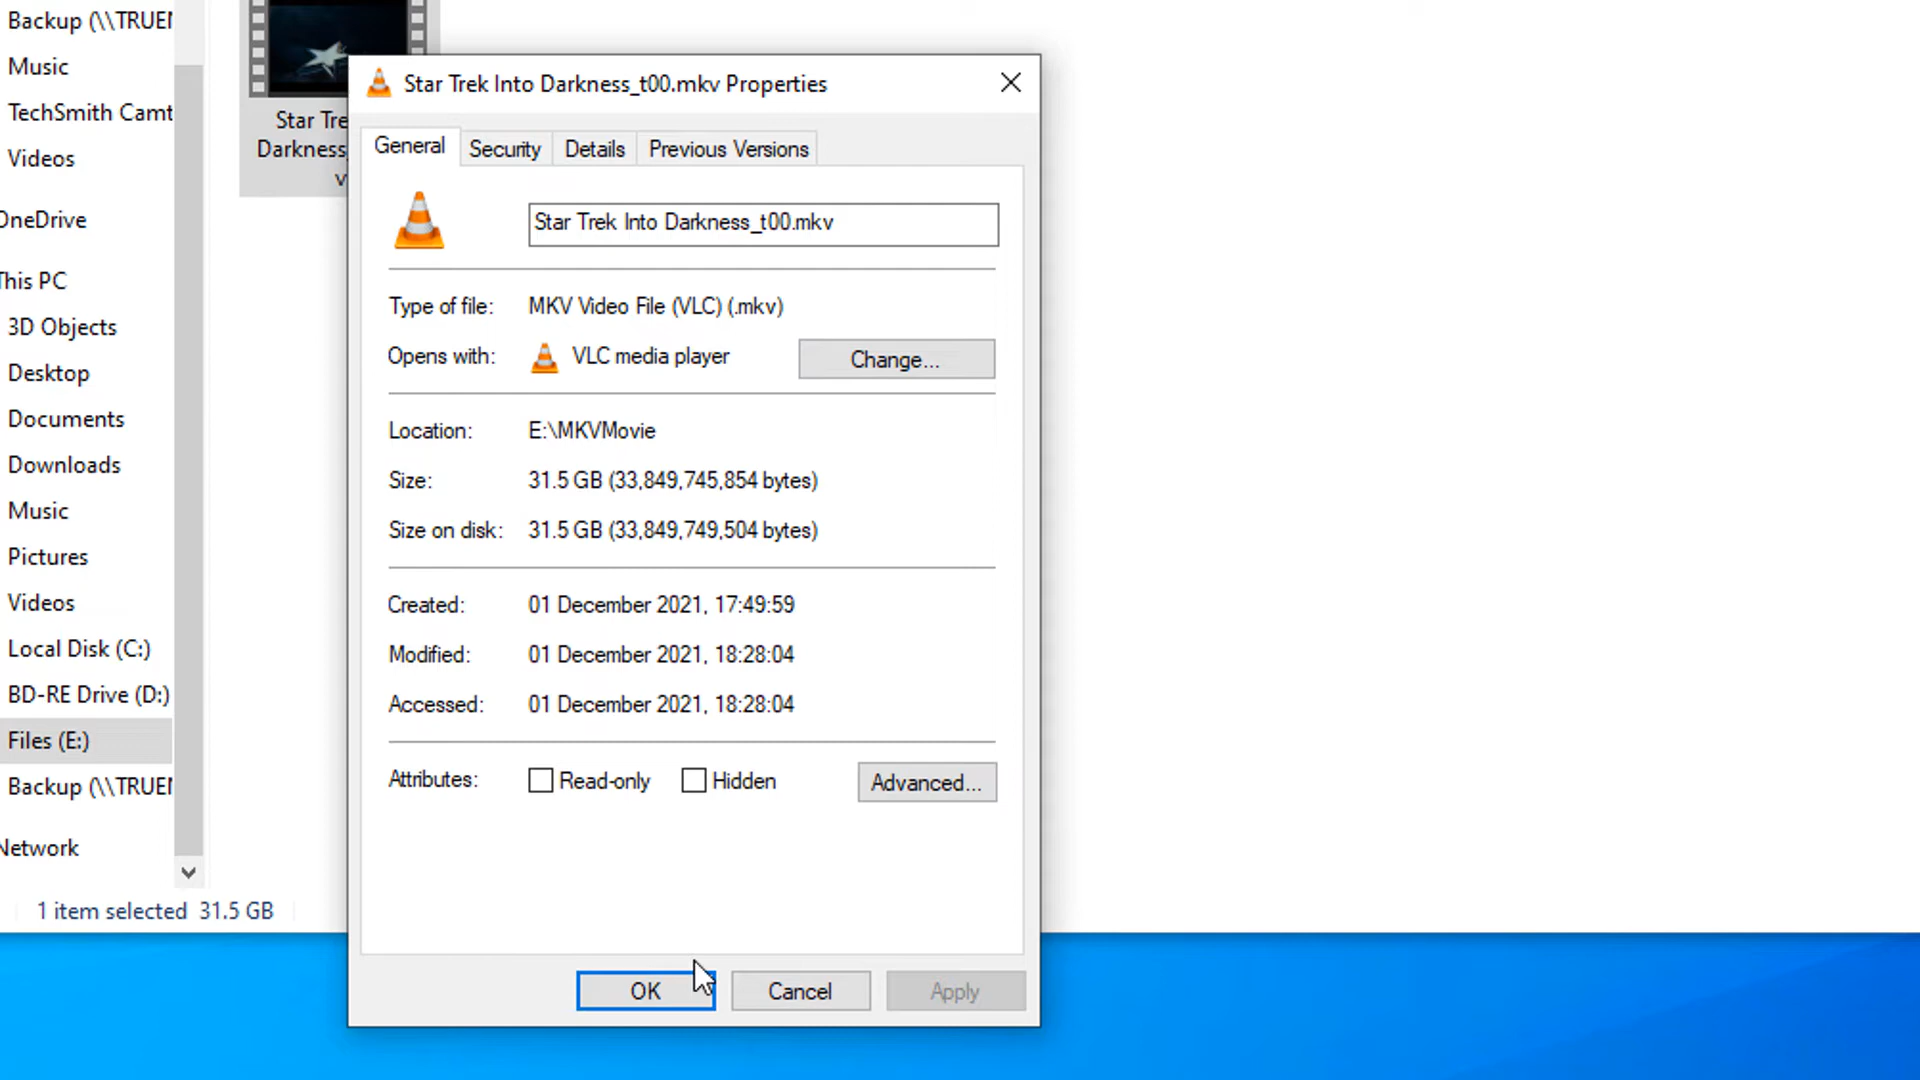 Backup (\\TRUEN
Music
TechSmith Camt
Videos
OneDrive
This PC
3D Objects
Desktop
Documents
Downloads
Music
Pictures
Videos
Local Disk (C:)
BD-RE Drive (D:)
Files (E:)
Backup (\\TRUEN
Network
1 item selected 31.5 GB
Star Tre
Darkness_
v
Star Trek Into Darkness_t00.mkv Properties
General Security Details Previous Versions
Star Trek Into Darkness_t00.mkv
Type of file: MKV Video File (VLC) (.mkv)
Opens with: VLC media player Change...
Location: E:\MKVMovie
Size: 31.5 GB (33,849,745,854 bytes)
Size on disk: 31.5 GB (33,849,749,504 bytes)
Created: 01 December 2021, 17:49:59
Modified: 01 December 2021, 18:28:04
Accessed: 01 December 2021, 18:28:04
Attributes: Read-only Hidden Advanced...
OK Cancel Apply